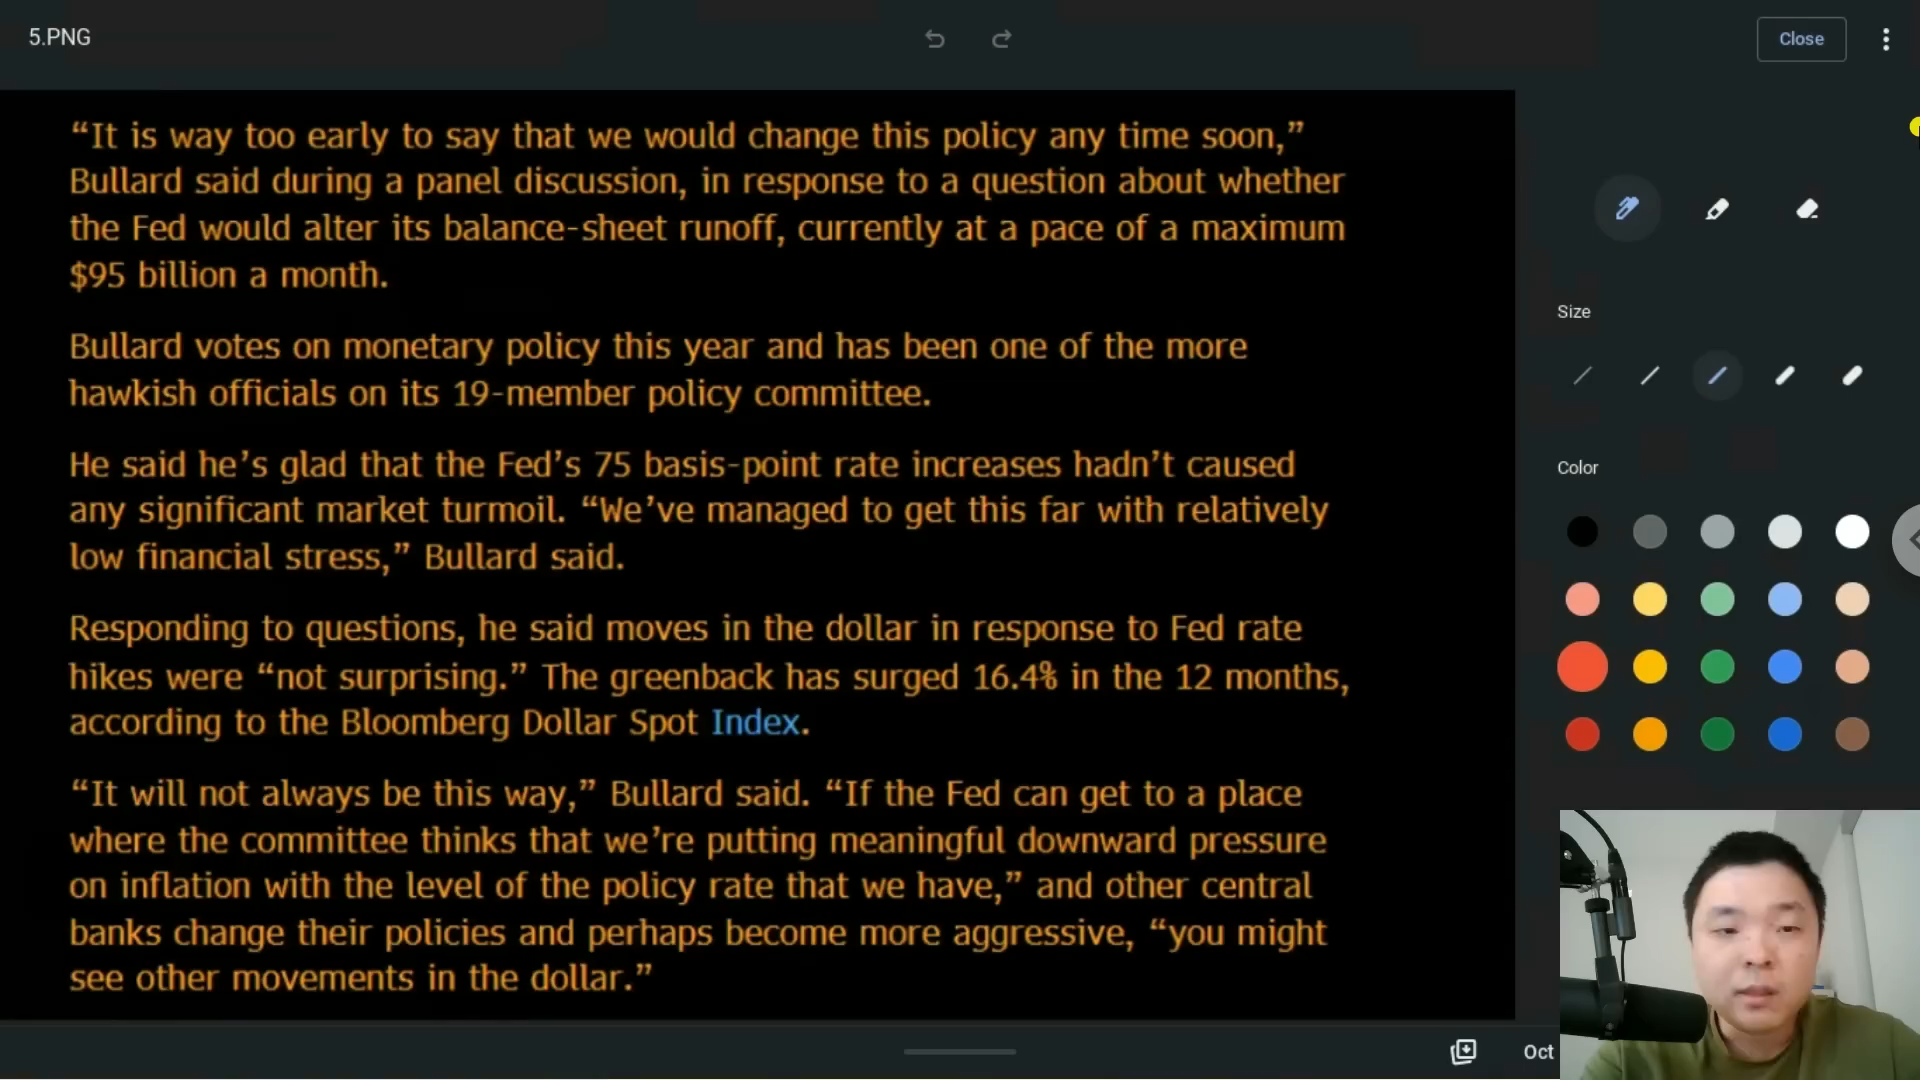 5.PNG
Close
“It is way too early to say that we would change this policy any time soon,”
Bullard said during a panel discussion, in response to a question about whether
the Fed would alter its balance-sheet runoff, currently at a pace of a maximum
$95 billion a month.
Bullard votes on monetary policy this year and has been one of the more
hawkish officials on its 19-member policy committee.
He said he’s glad that the Fed’s 75 basis-point rate increases hadn’t caused
any significant market turmoil. “We’ve managed to get this far with relatively
low financial stress,” Bullard said.
Responding to questions, he said moves in the dollar in response to Fed rate
hikes were “not surprising.” The greenback has surged 16.4% in the 12 months,
according to the Bloomberg Dollar Spot Index.
“It will not always be this way,” Bullard said. “If the Fed can get to a place
where the committee thinks that we’re putting meaningful downward pressure
on inflation with the level of the policy rate that we have,” and other central
banks change their policies and perhaps become more aggressive, “you might
see other movements in the dollar.”
Size
Color
Oct